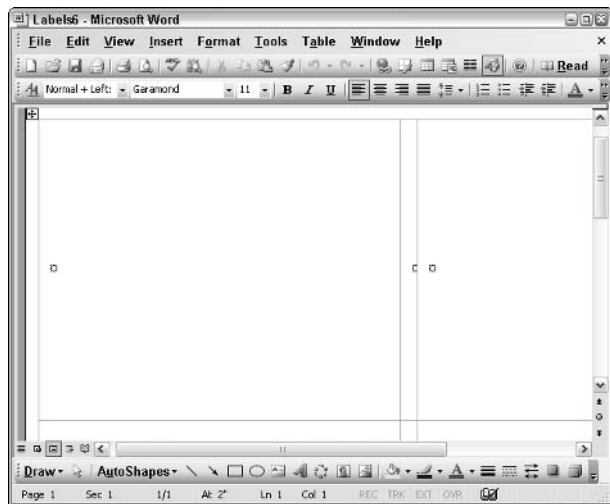 Labels6 - Microsoft Word
File Edit View Insert Format Tools Table Window Help
Read
Normal + Left: Garamond 11 B I U A
Draw AutoShapes A
Page 1 Sec 1 1/1 At 2" Ln 1 Col 1 REC TRK EXT OVR